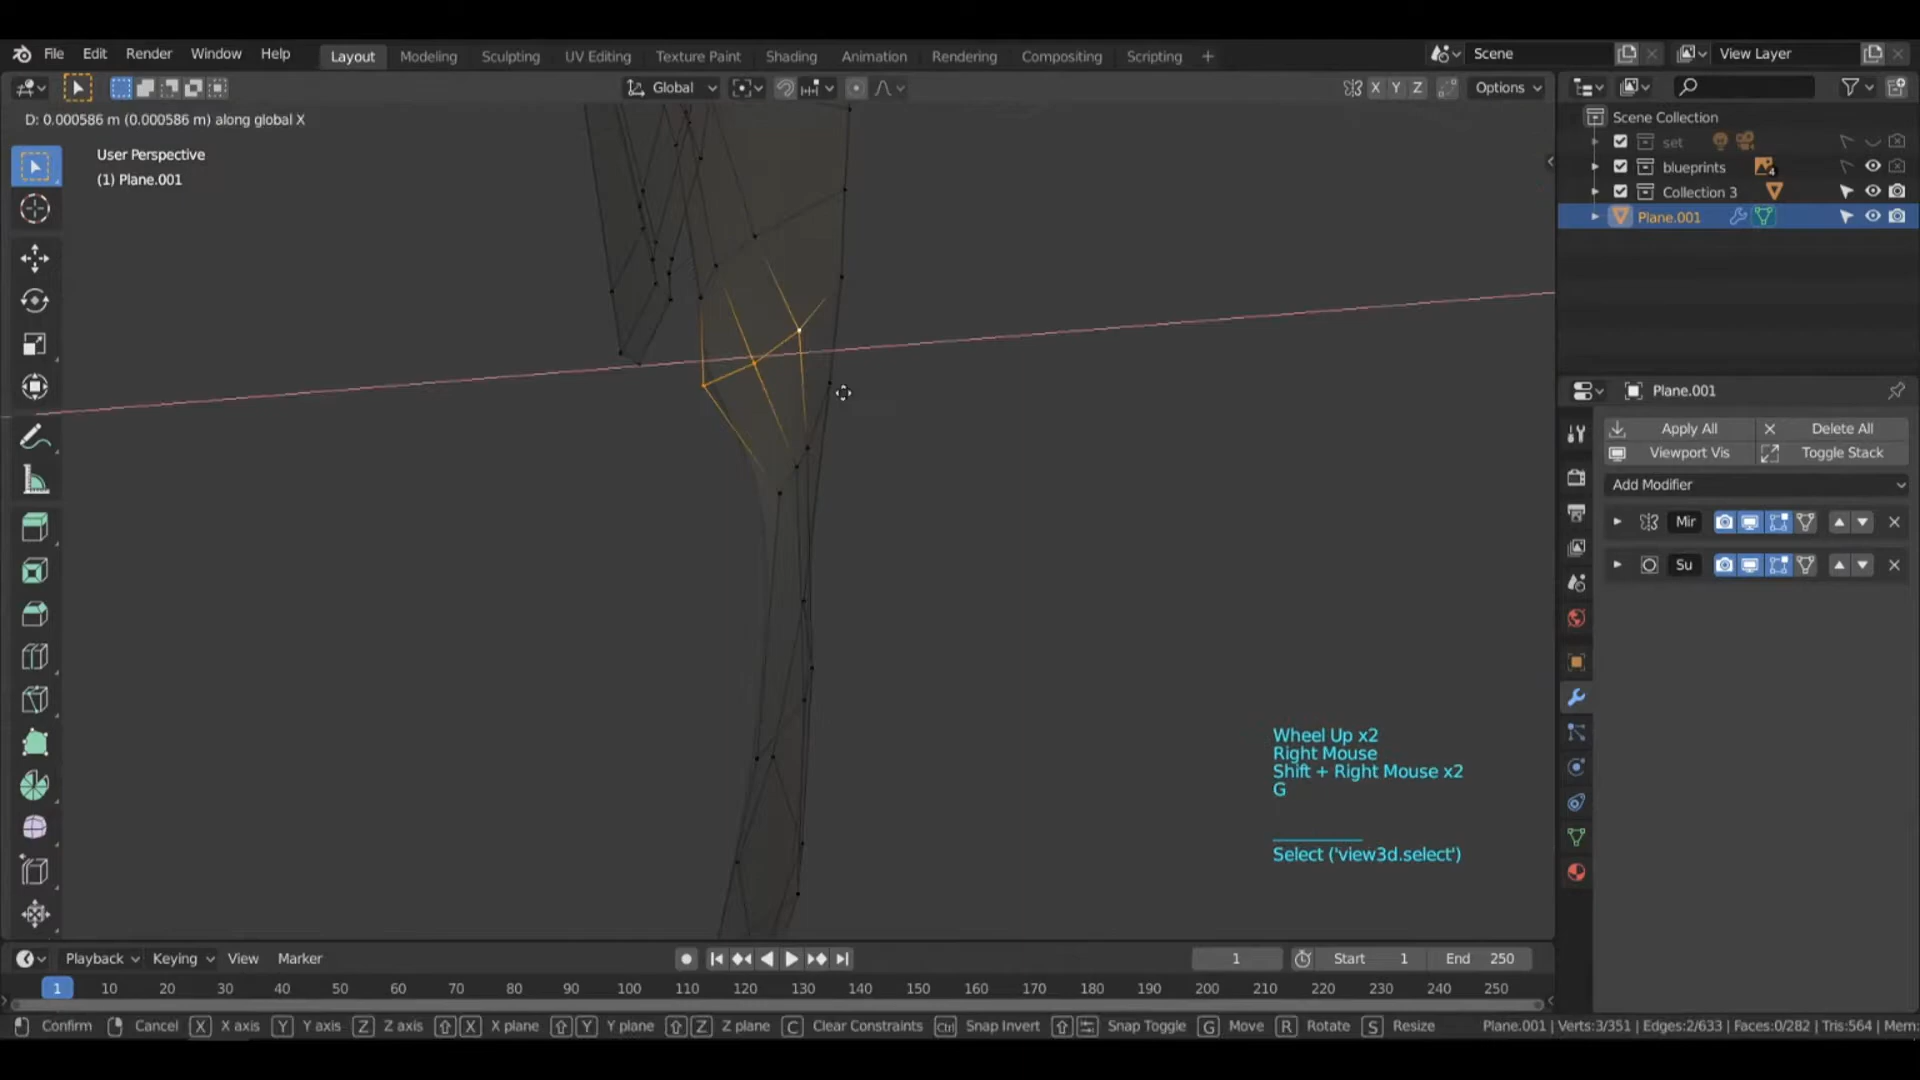 File Edit Render Window Help Layout Modeling Sculpting UV Editing Texture Paint Shading Animation Rendering Compositing Scripting + Scene View Layer
Global X Y Z Options
D: 0.000586 m (0.000586 m) along global X
User Perspective
(1) Plane.001
Scene Collection
set
blueprints 4
Collection 3
Plane.001
Plane.001
Apply All Delete All
Viewport Vis Toggle Stack
Add Modifier
Mir
Su
Wheel Up x2
Right Mouse
Shift + Right Mouse x2
G
Select ('view3d.select')
Playback Keying View Marker 1 Start 1 End 250
1 10 20 30 40 50 60 70 80 90 100 110 120 130 140 150 160 170 180 190 200 210 220 230 240 250
Confirm Cancel X X axis Y Y axis Z Z axis X X plane Y Y plane Z Z plane C Clear Constraints Ctrl Snap Invert Snap Toggle G Move R Rotate S Resize Plane.001 | Verts:3/351 | Edges:2/633 | Faces:0/282 | Tris:564 | Mem: